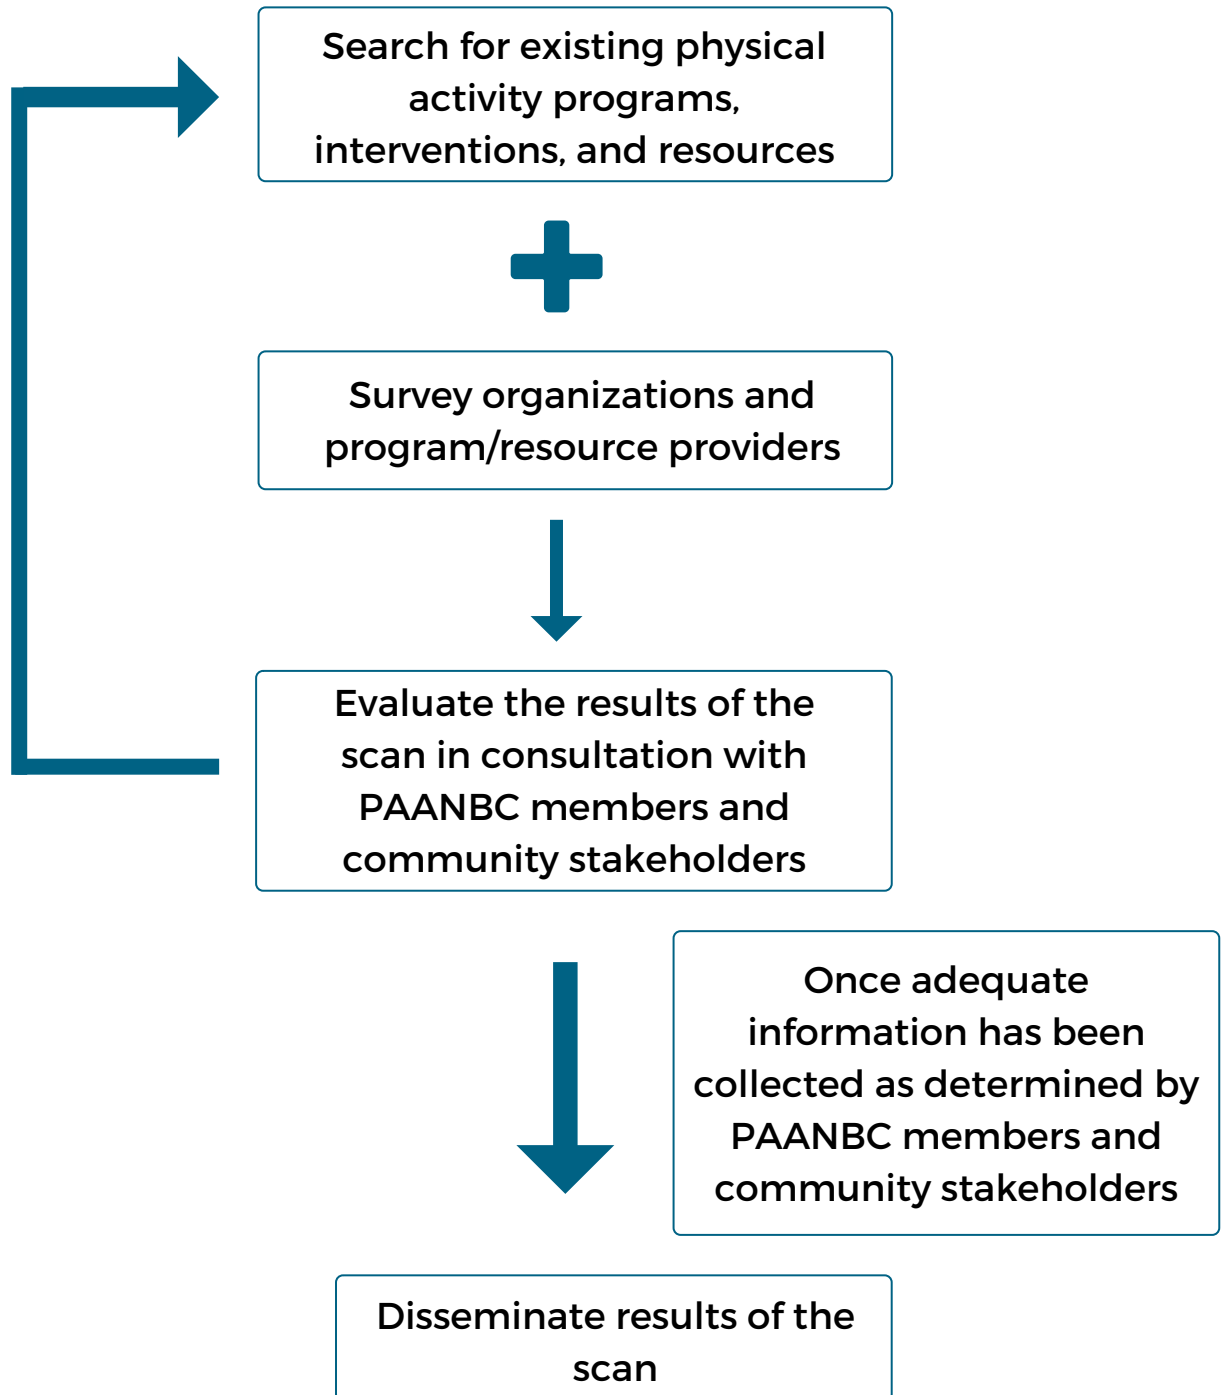 Search for existing physical
activity programs,
interventions, and resources
Survey organizations and
program/resource providers
Evaluate the results of the
scan in consultation with
PAANBC members and
community stakeholders
Once adequate
information has been
collected as determined by
PAANBC members and
community stakeholders
Disseminate results of the
scan